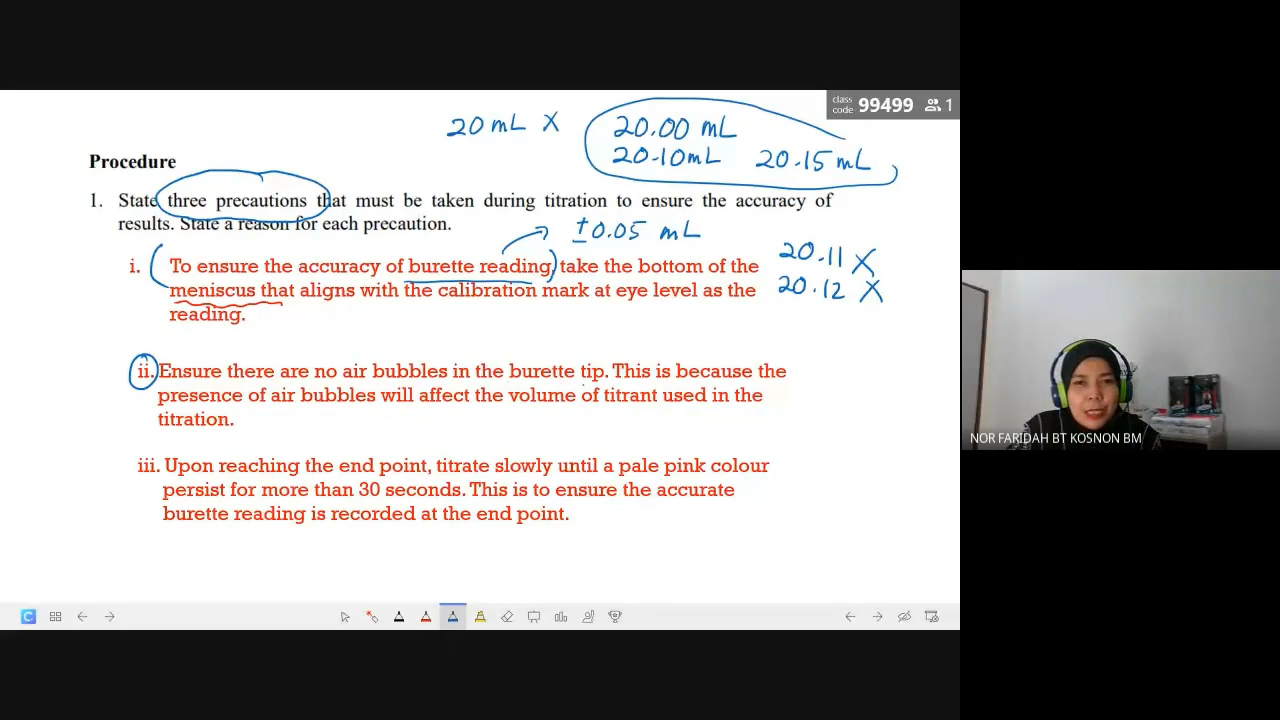 class
code 99499 1
20 mL X 20.00 mL
20.10mL 20.15 mL
Procedure
1. State three precautions that must be taken during titration to ensure the accuracy of
results. State a reason for each precaution.
±0.05 mL
i. To ensure the accuracy of burette reading, take the bottom of the
meniscus that aligns with the calibration mark at eye level as the
reading.
20.11 X
20.12 X
ii. Ensure there are no air bubbles in the burette tip. This is because the
presence of air bubbles will affect the volume of titrant used in the
titration.
iii. Upon reaching the end point, titrate slowly until a pale pink colour
persist for more than 30 seconds. This is to ensure the accurate
burette reading is recorded at the end point.
NOR FARIDAH BT KOSNON BM
C